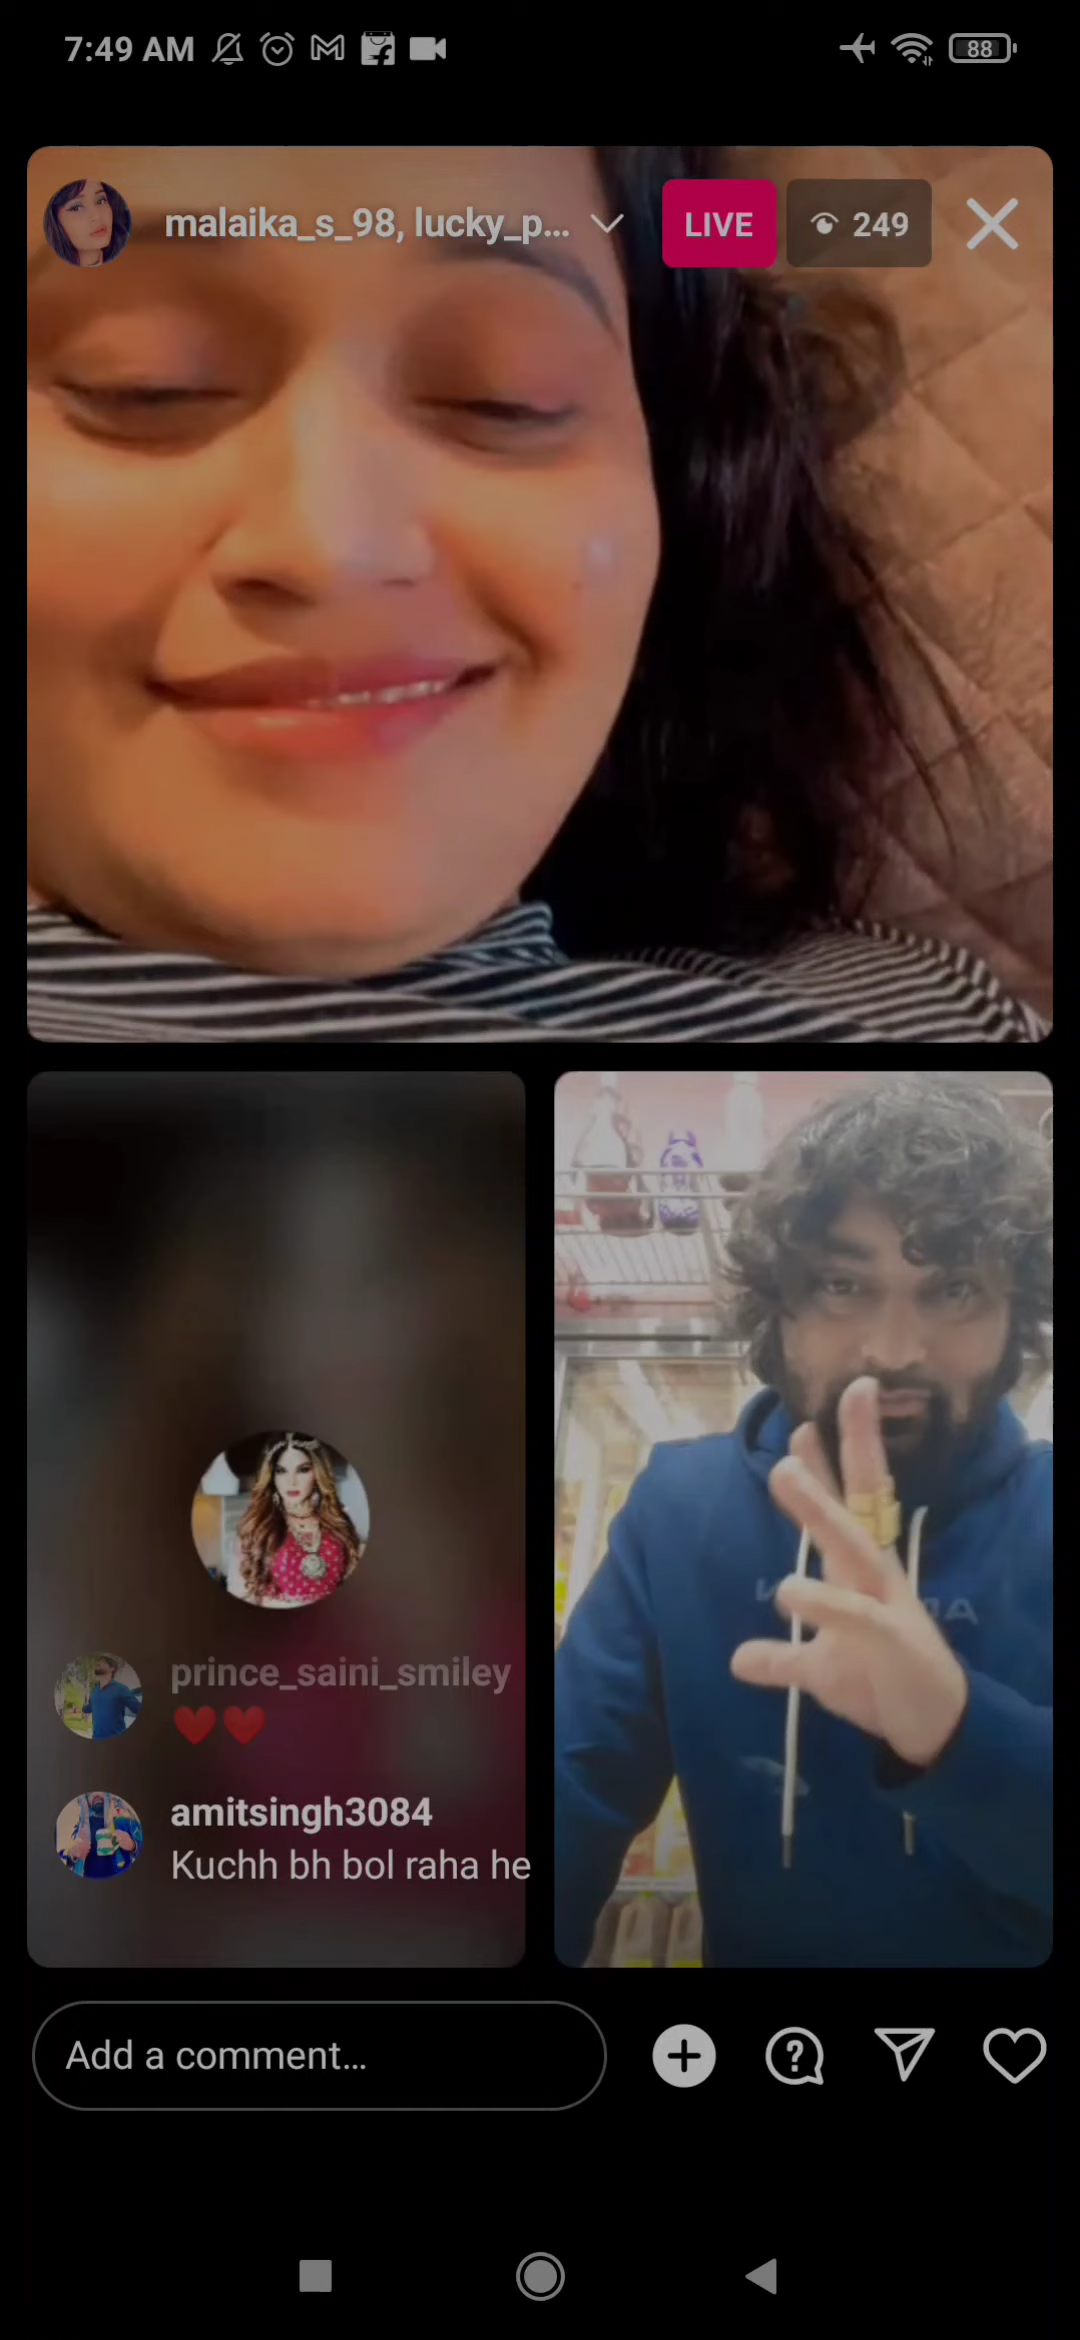 7:49 AM
88
malaika_s_98, lucky_p...
LIVE
249
prince_saini_smiley
❤️❤️
amitsingh3084
Kuchh bh bol raha he
Add a comment...